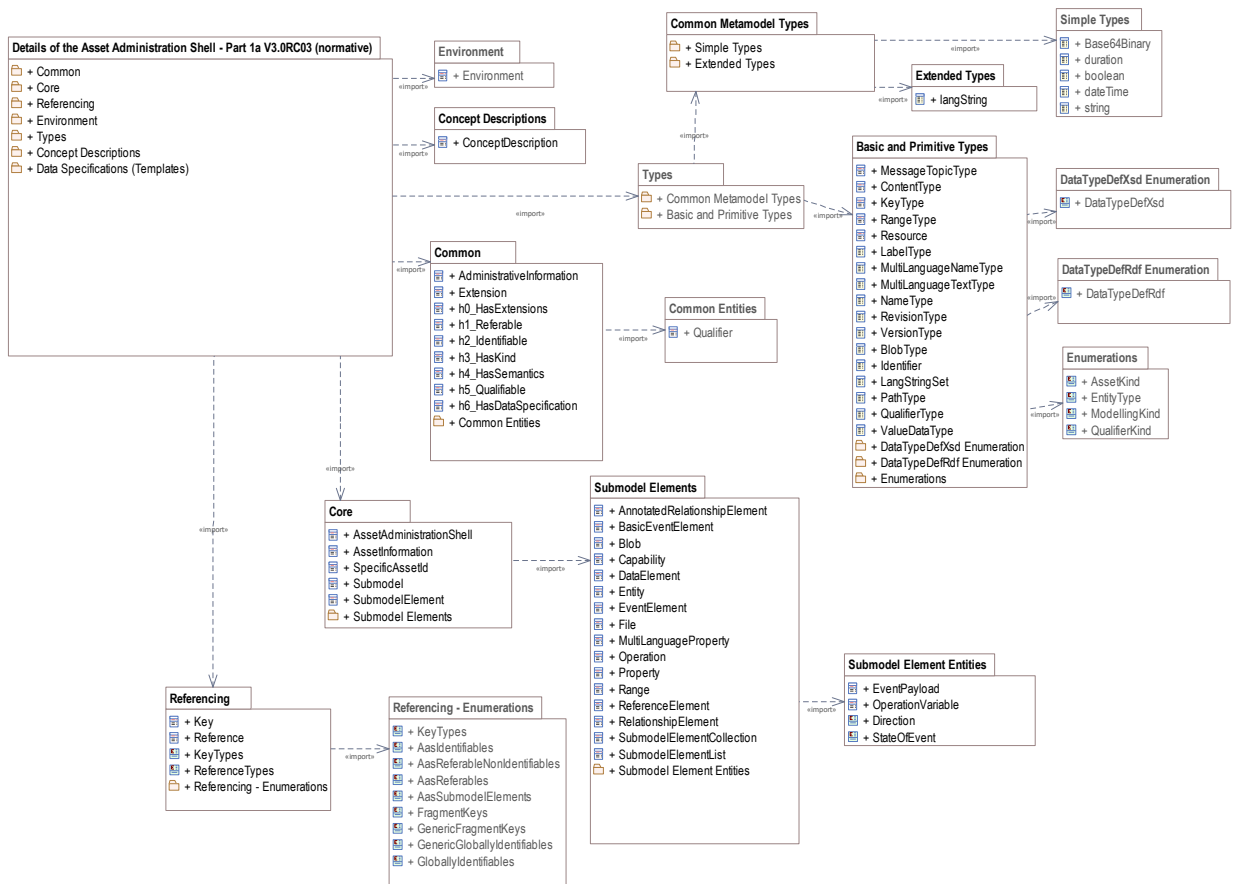 Details of the Asset Administration Shell - Part 1a V3.0RC03 (normative)
+ Common
+ Core
+ Referencing
+ Environment
+ Types
+ Concept Descriptions
+ Data Specifications (Templates)
«import»
Environment
+ Environment
«import»
Concept Descriptions
+ ConceptDescription
«import»
Types
+ Common Metamodel Types
+ Basic and Primitive Types
«import»
Common Metamodel Types
+ Simple Types
+ Extended Types
«import»
Simple Types
+ Base64Binary
+ duration
+ boolean
+ dateTime
+ string
«import»
Extended Types
+ langString
«import»
Basic and Primitive Types
+ MessageTopicType
+ ContentType
+ KeyType
+ RangeType
+ Resource
+ LabelType
+ MultiLanguageNameType
+ MultiLanguageTextType
+ NameType
+ RevisionType
+ VersionType
+ BlobType
+ Identifier
+ LangStringSet
+ PathType
+ QualifierType
+ ValueDataType
+ DataTypeDefXsd Enumeration
+ DataTypeDefRdf Enumeration
+ Enumerations
«import»
DataTypeDefXsd Enumeration
+ DataTypeDefXsd
«import»
DataTypeDefRdf Enumeration
+ DataTypeDefRdf
«import»
Enumerations
+ AssetKind
+ EntityType
+ ModellingKind
+ QualifierKind
«import»
Common
+ AdministrativeInformation
+ Extension
+ h0_HasExtensions
+ h1_Referable
+ h2_Identifiable
+ h3_HasKind
+ h4_HasSemantics
+ h5_Qualifiable
+ h6_HasDataSpecification
+ Common Entities
«import»
Common Entities
+ Qualifier
«import»
Core
+ AssetAdministrationShell
+ AssetInformation
+ SpecificAssetId
+ Submodel
+ SubmodelElement
+ Submodel Elements
«import»
Submodel Elements
+ AnnotatedRelationshipElement
+ BasicEventElement
+ Blob
+ Capability
+ DataElement
+ Entity
+ EventElement
+ File
+ MultiLanguageProperty
+ Operation
+ Property
+ Range
+ ReferenceElement
+ RelationshipElement
+ SubmodelElementCollection
+ SubmodelElementList
+ Submodel Element Entities
«import»
Submodel Element Entities
+ EventPayload
+ OperationVariable
+ Direction
+ StateOfEvent
«import»
Referencing
+ Key
+ Reference
+ KeyTypes
+ ReferenceTypes
+ Referencing - Enumerations
«import»
Referencing - Enumerations
+ KeyTypes
+ AasIdentifiables
+ AasReferableNonIdentifiables
+ AasReferables
+ AasSubmodelElements
+ FragmentKeys
+ GenericFragmentKeys
+ GenericGloballyIdentifiables
+ GloballyIdentifiables